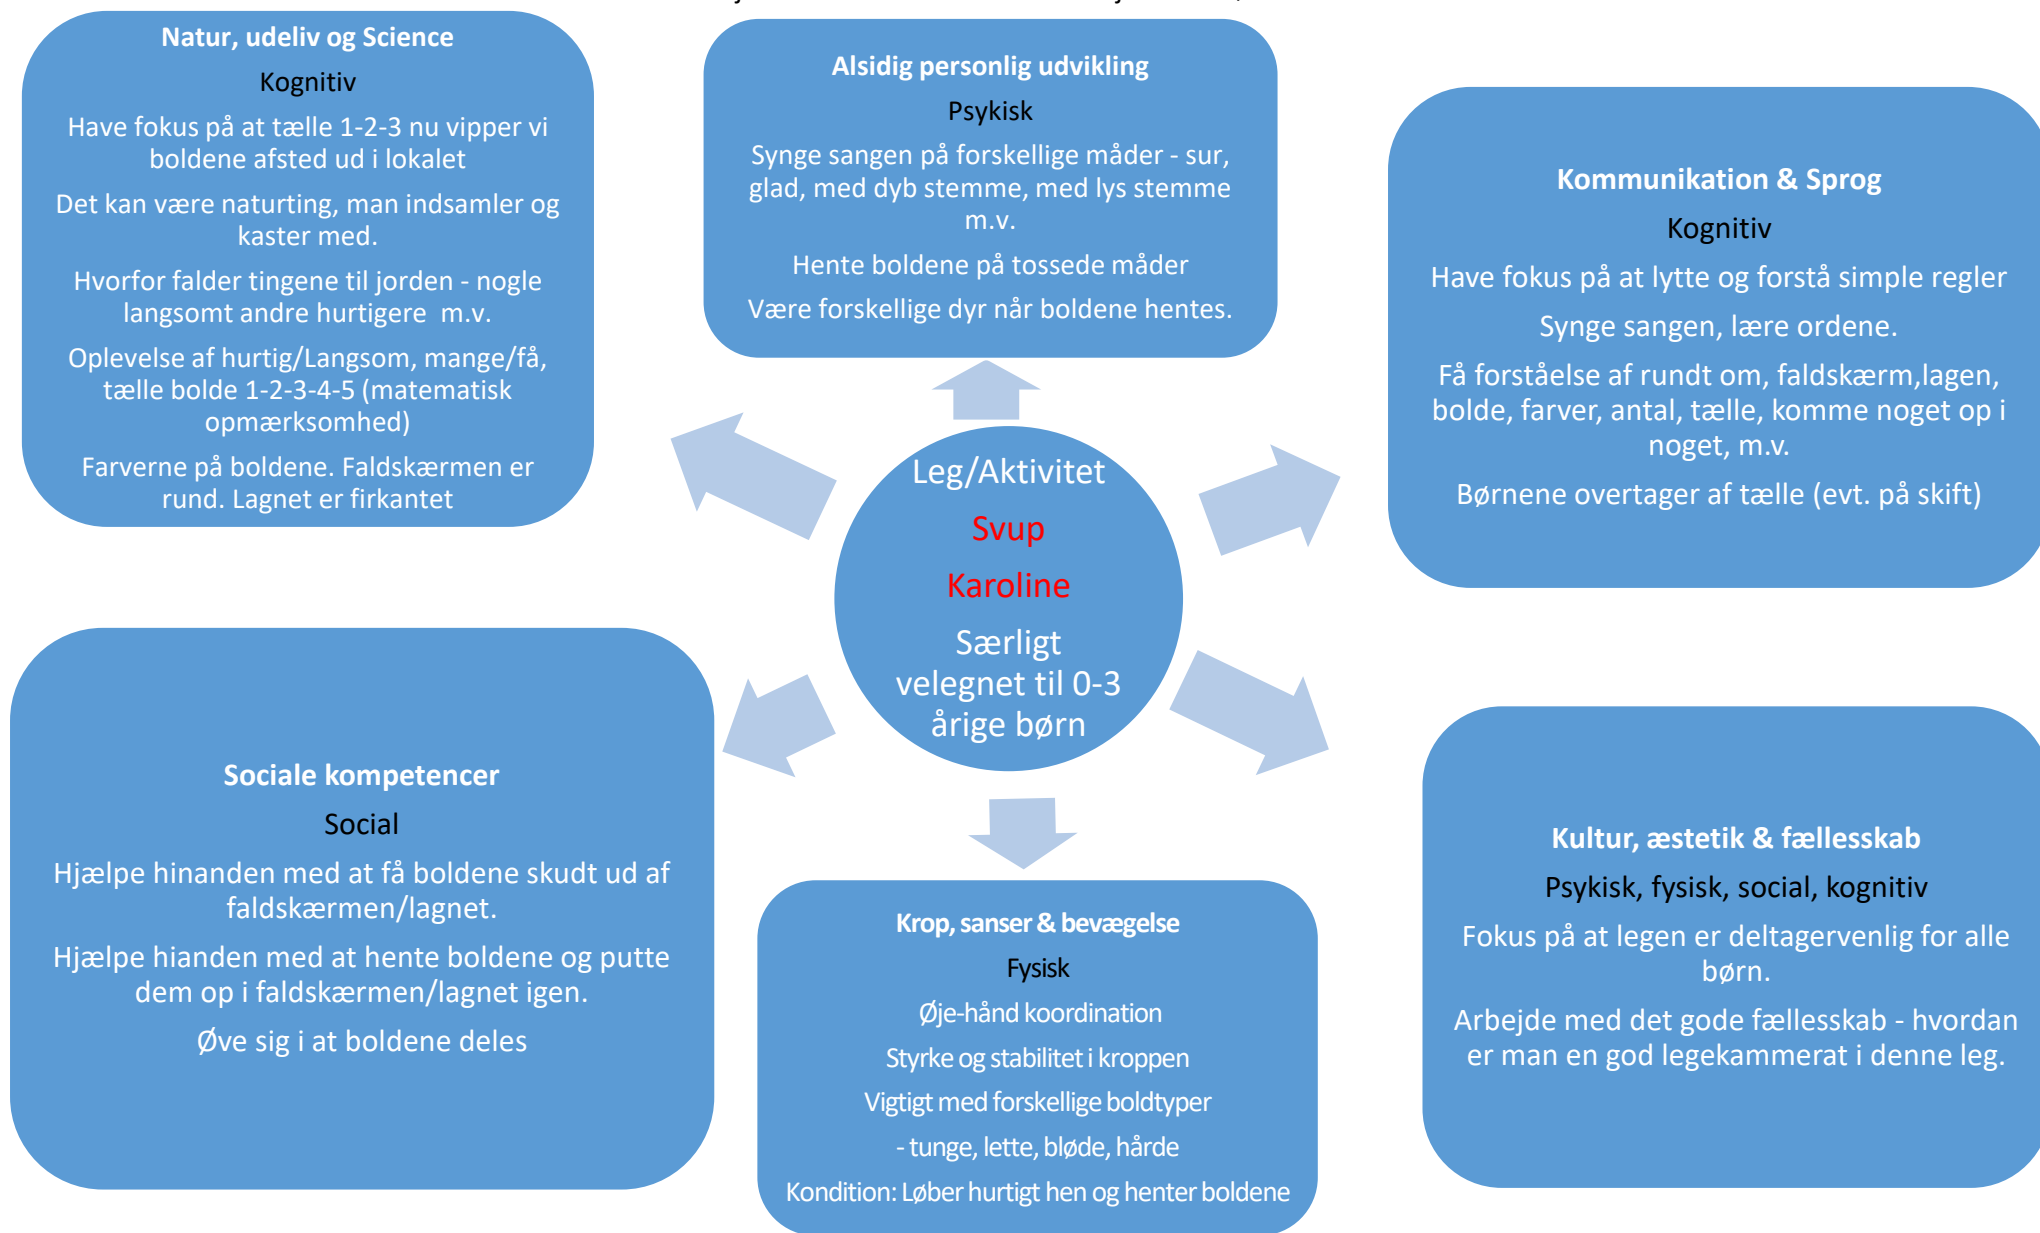 Natur, udeliv og Science
Kognitiv
Have fokus på at tælle 1-2-3 nu vipper vi
boldene afsted ud i lokalet
Det kan være naturting, man indsamler og
kaster med.
Hvorfor falder tingene til jorden - nogle
langsomt andre hurtigere m.v.
Oplevelse af hurtig/Langsom, mange/få,
tælle bolde 1-2-3-4-5 (matematisk
opmærksomhed)
Farverne på boldene. Faldskærmen er
rund. Lagnet er firkantet
Alsidig personlig udvikling
Psykisk
Synge sangen på forskellige måder - sur,
glad, med dyb stemme, med lys stemme
m.v.
Hente boldene på tossede måder
Være forskellige dyr når boldene hentes.
Kommunikation & Sprog
Kognitiv
Have fokus på at lytte og forstå simple regler
Synge sangen, lære ordene.
Få forståelse af rundt om, faldskærm,lagen,
bolde, farver, antal, tælle, komme noget op i
noget, m.v.
Børnene overtager af tælle (evt. på skift)
Leg/Aktivitet
Svup
Karoline
Særligt
velegnet til 0-3
årige børn
Sociale kompetencer
Social
Hjælpe hinanden med at få boldene skudt ud af
faldskærmen/lagnet.
Hjælpe hianden med at hente boldene og putte
dem op i faldskærmen/lagnet igen.
Øve sig i at boldene deles
Krop, sanser & bevægelse
Fysisk
Øje-hånd koordination
Styrke og stabilitet i kroppen
Vigtigt med forskellige boldtyper
- tunge, lette, bløde, hårde
Kondition: Løber hurtigt hen og henter boldene
Kultur, æstetik & fællesskab
Psykisk, fysisk, social, kognitiv
Fokus på at legen er deltagervenlig for alle
børn.
Arbejde med det gode fællesskab - hvordan
er man en god legekammerat i denne leg.